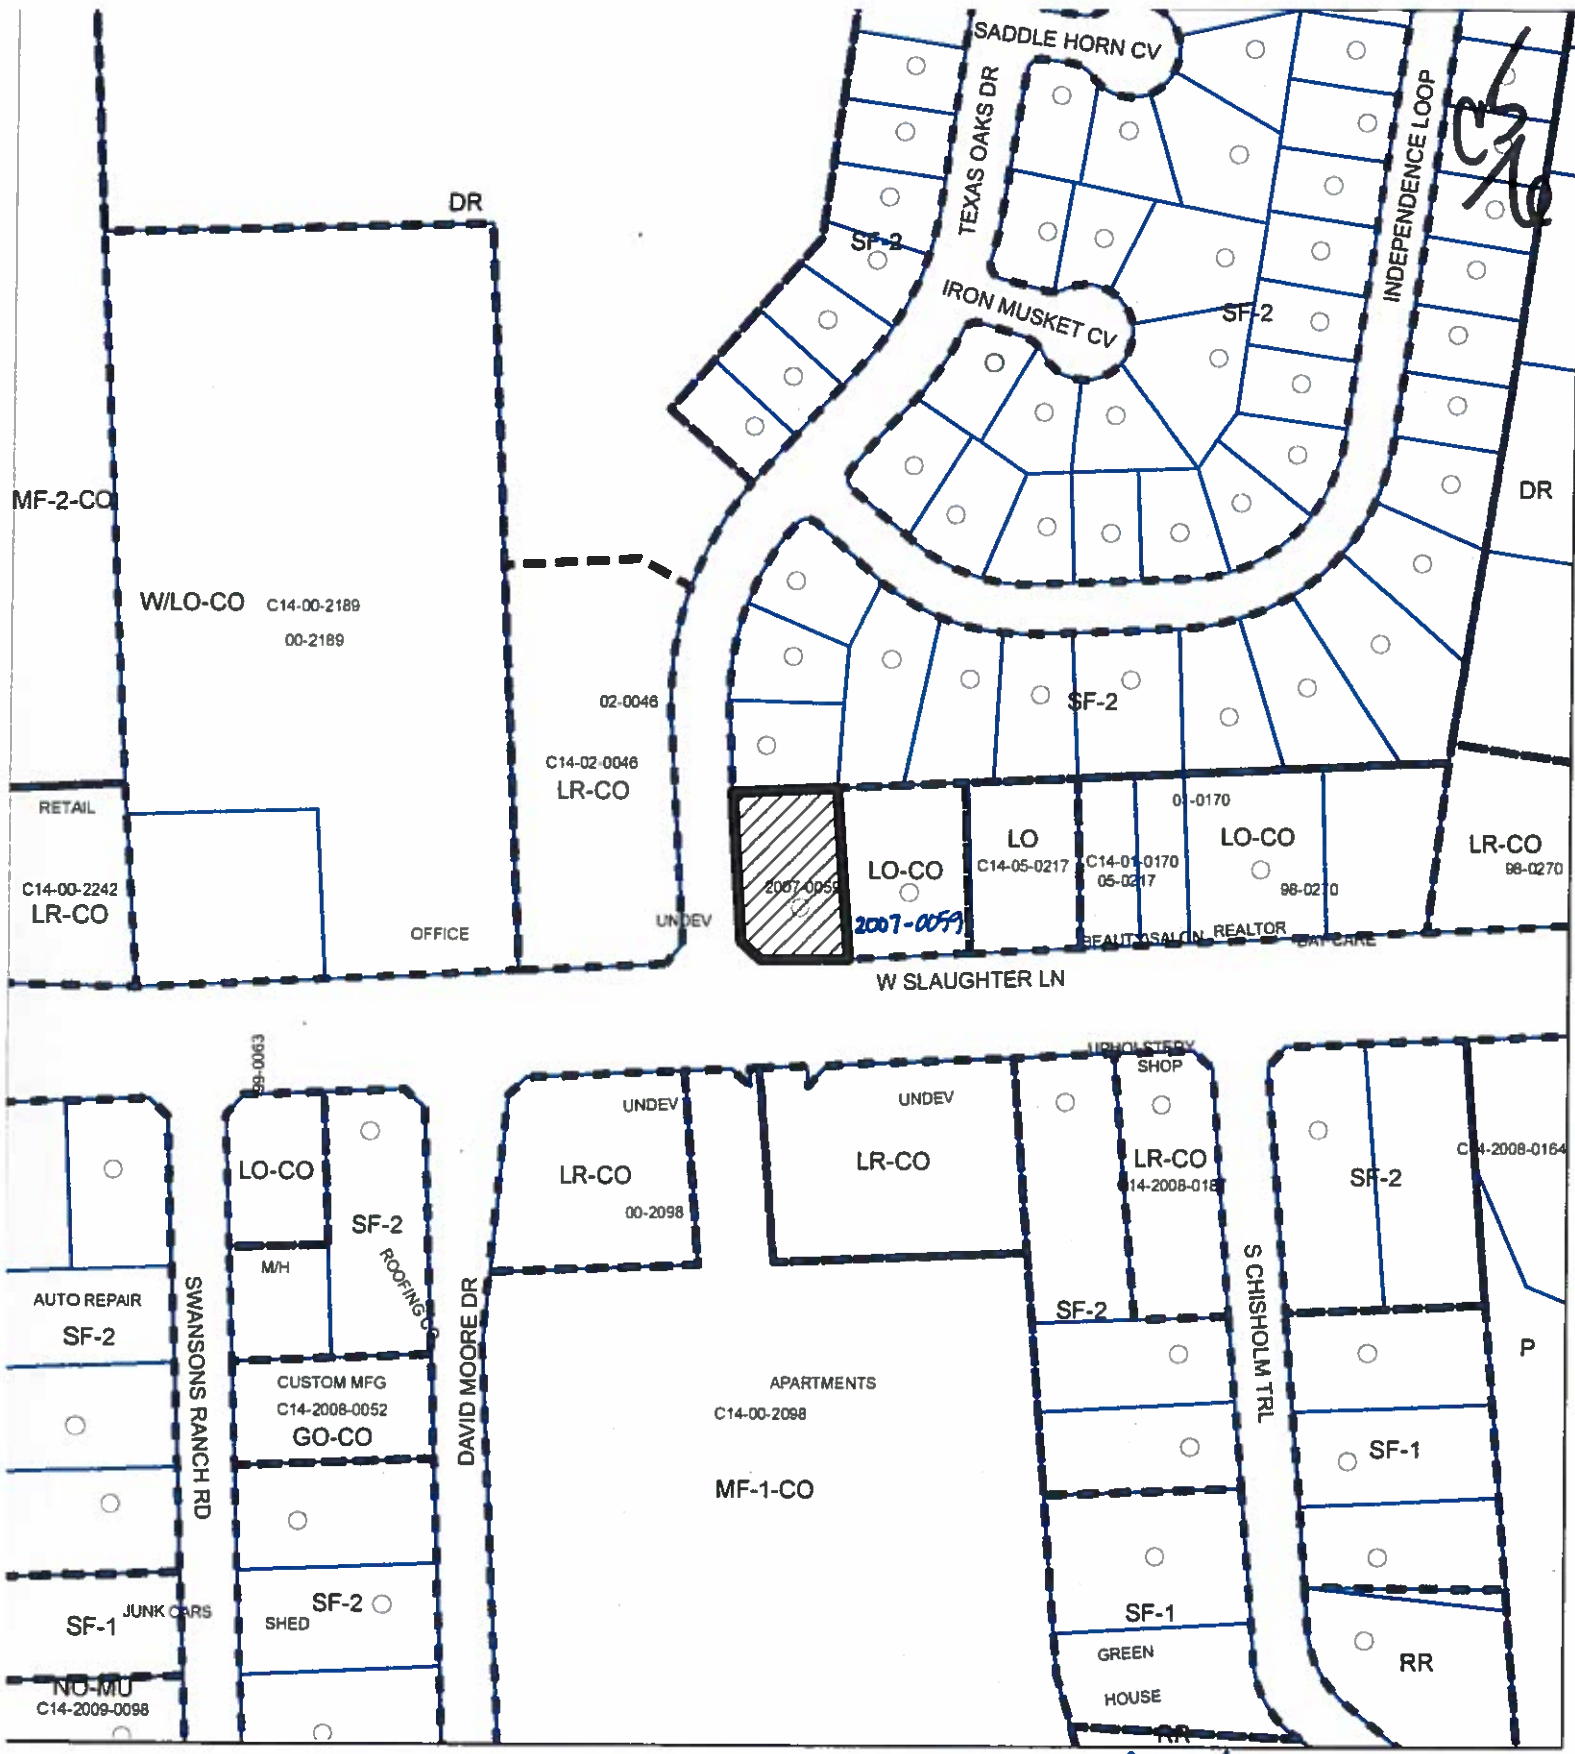 SADDLE HORN CV
TEXAS OAKS DR
INDEPENDENCE LOOP
DR
SF-2
IRON MUSKET CV
SF-2
MF-2-CO
DR
W/LO-CO C14-00-2189
00-2189
02-0046
SF-2
C14-02-0046
LR-CO
RETAIL
LO
C14-05-0217
C14-01-0170
05-0217
LO-CO
98-0270
LR-CO
98-0270
LO-CO
2007-0059
2007-0059
C14-00-2242
LR-CO
OFFICE
UNDEV
BEAUTY SALON
REALTOR
DAY CARE
W SLAUGHTER LN
99-0063
UPHOLSTERY
SHOP
UNDEV
UNDEV
LO-CO
LR-CO
LR-CO
LR-CO
SF-2
C14-2008-0164
00-2098
SF-2
M/H
ROOFING
SWANSONS RANCH RD
DAVID MOORE DR
S CHISHOLM TRL
AUTO REPAIR
SF-2
SF-2
P
CUSTOM MFG
C14-2008-0052
GO-CO
APARTMENTS
C14-00-2098
MF-1-CO
SF-1
SF-1
JUNK CARS
SHED
SF-2
SF-1
GREEN
HOUSE
RR
NO-MU
C14-2009-0098
RR